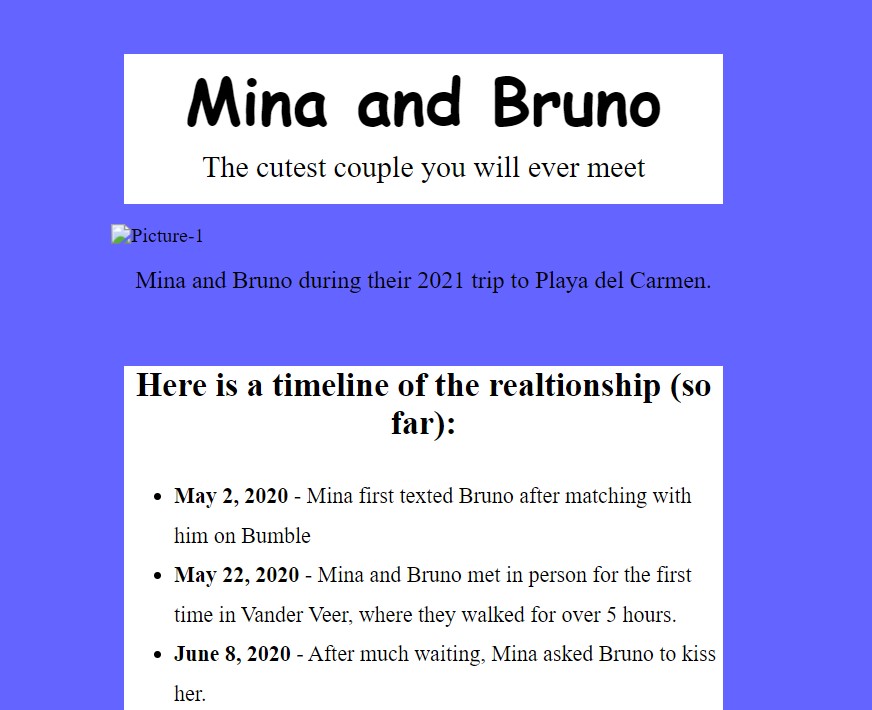 Mina and Bruno
The cutest couple you will ever meet
Picture-1
Mina and Bruno during their 2021 trip to Playa del Carmen.
Here is a timeline of the realtionship (so
far):
May 2, 2020 - Mina first texted Bruno after matching with
him on Bumble
May 22, 2020 - Mina and Bruno met in person for the first
time in Vander Veer, where they walked for over 5 hours.
June 8, 2020 - After much waiting, Mina asked Bruno to kiss
her.